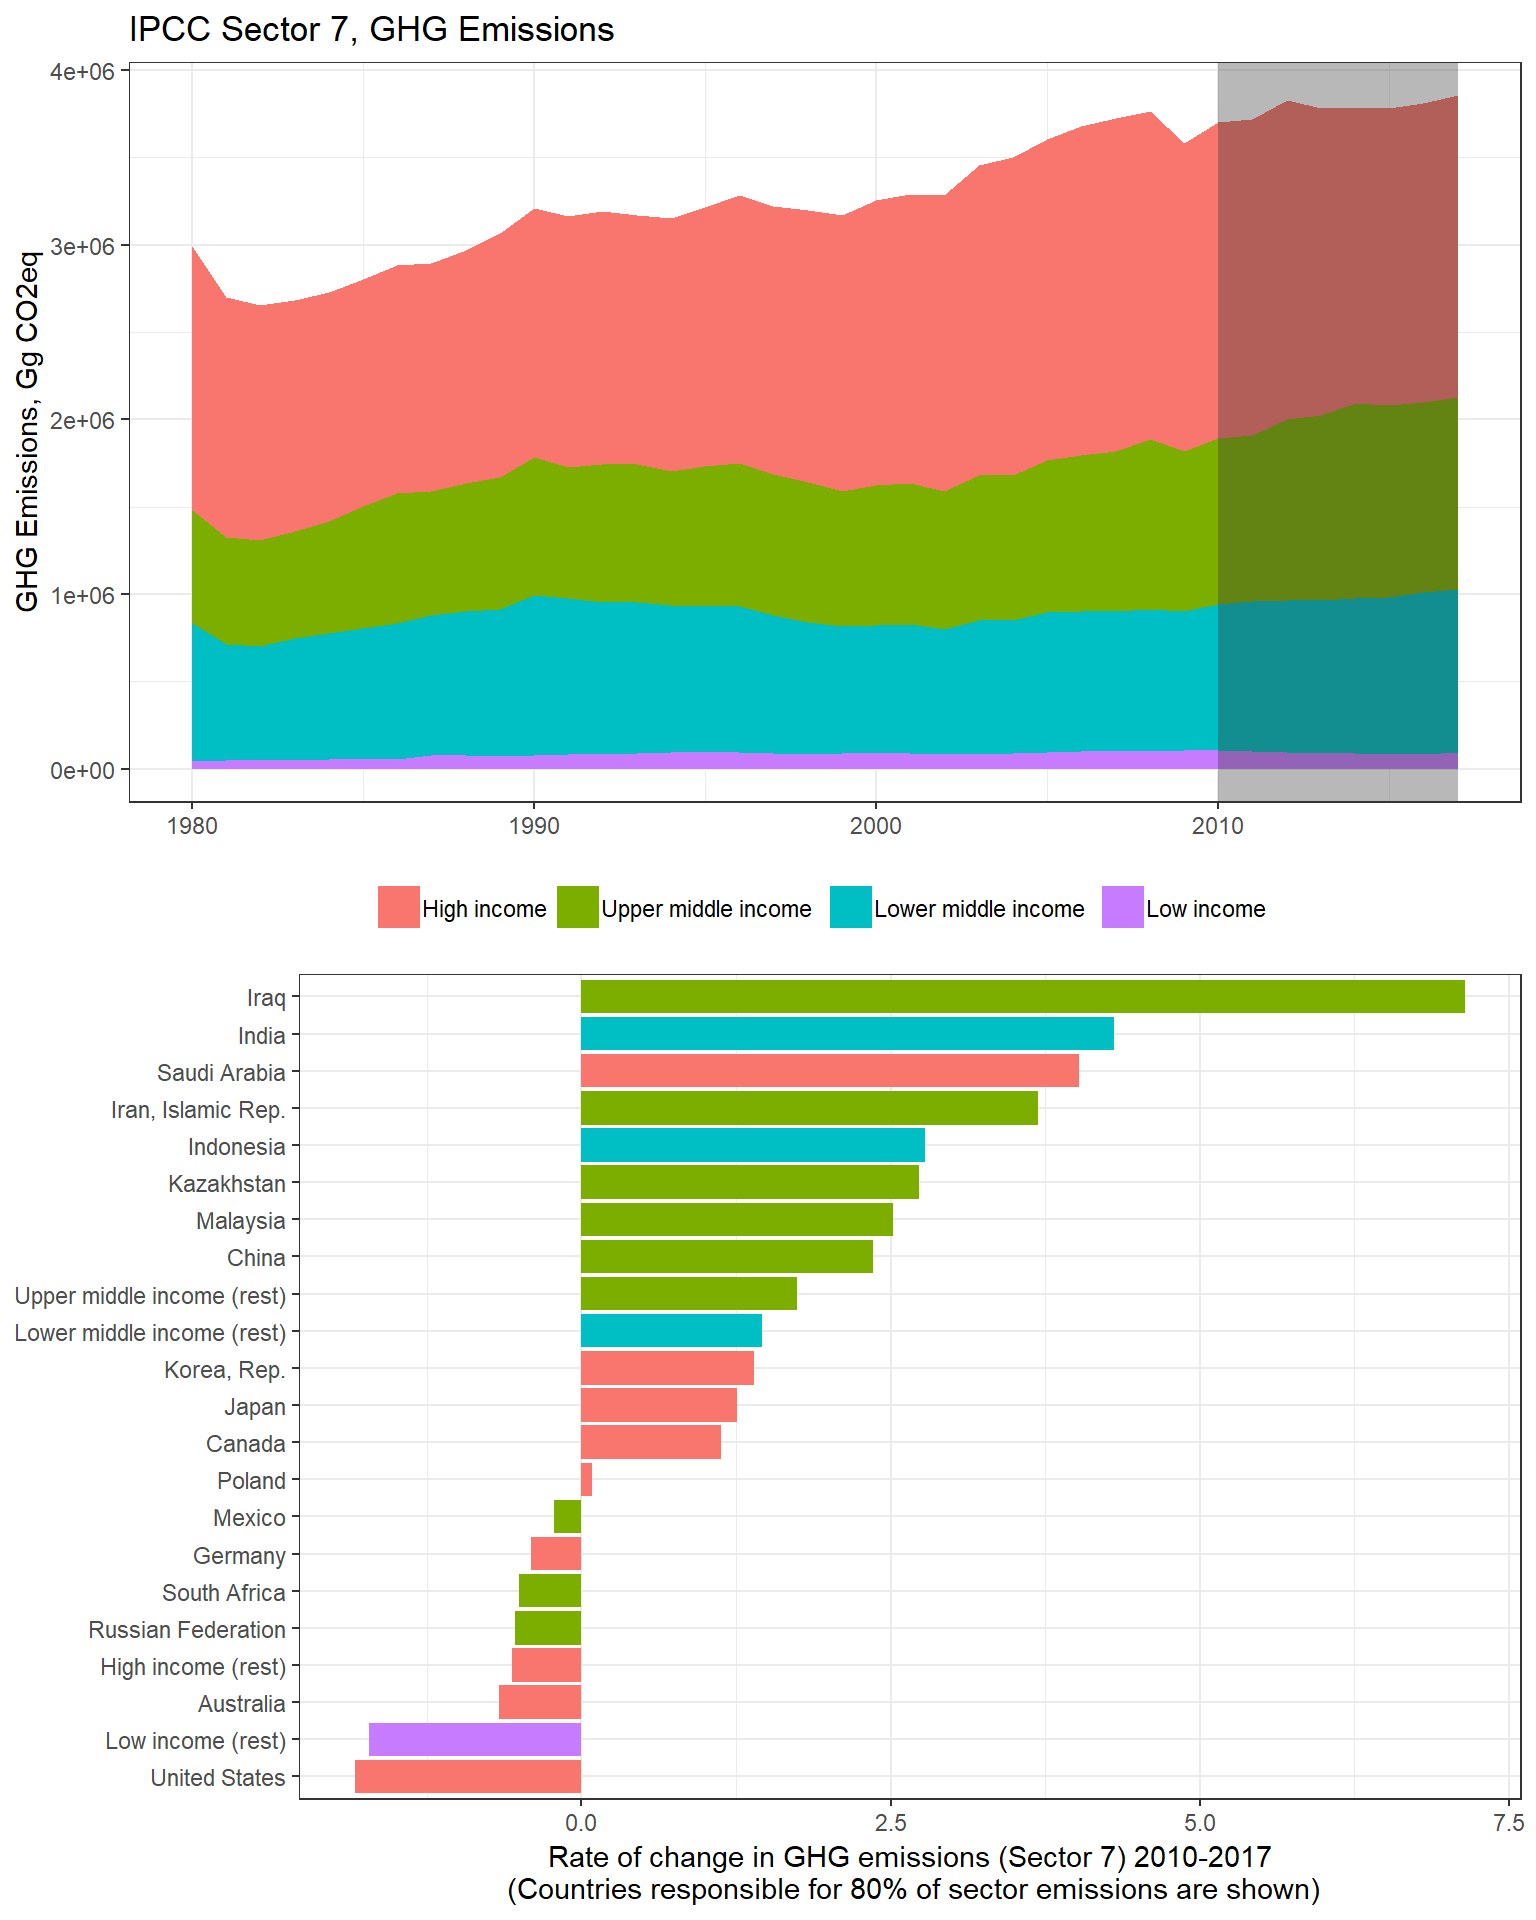 IPCC Sector 7, GHG Emissions
GHG Emissions, Gg CO2eq
4e+06
3e+06
2e+06
1e+06
0e+00
1980 1990 2000 2010
High income Upper middle income Lower middle income Low income
Iraq
India
Saudi Arabia
Iran, Islamic Rep.
Indonesia
Kazakhstan
Malaysia
China
Upper middle income (rest)
Lower middle income (rest)
Korea, Rep.
Japan
Canada
Poland
Mexico
Germany
South Africa
Russian Federation
High income (rest)
Australia
Low income (rest)
United States
0.0 2.5 5.0 7.5
Rate of change in GHG emissions (Sector 7) 2010-2017
(Countries responsible for 80% of sector emissions are shown)